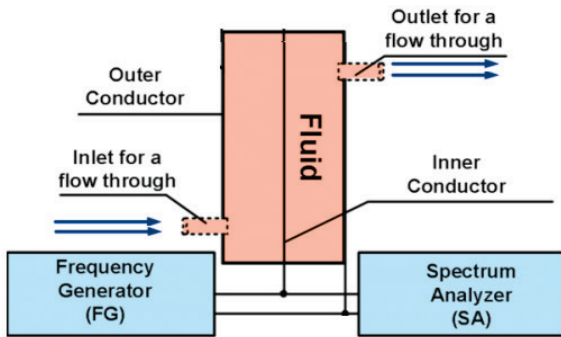 Outlet for a
flow through
Outer
Conductor
Fluid
Inlet for a
flow through
Inner
Conductor
Frequency
Generator
(FG)
Spectrum
Analyzer
(SA)